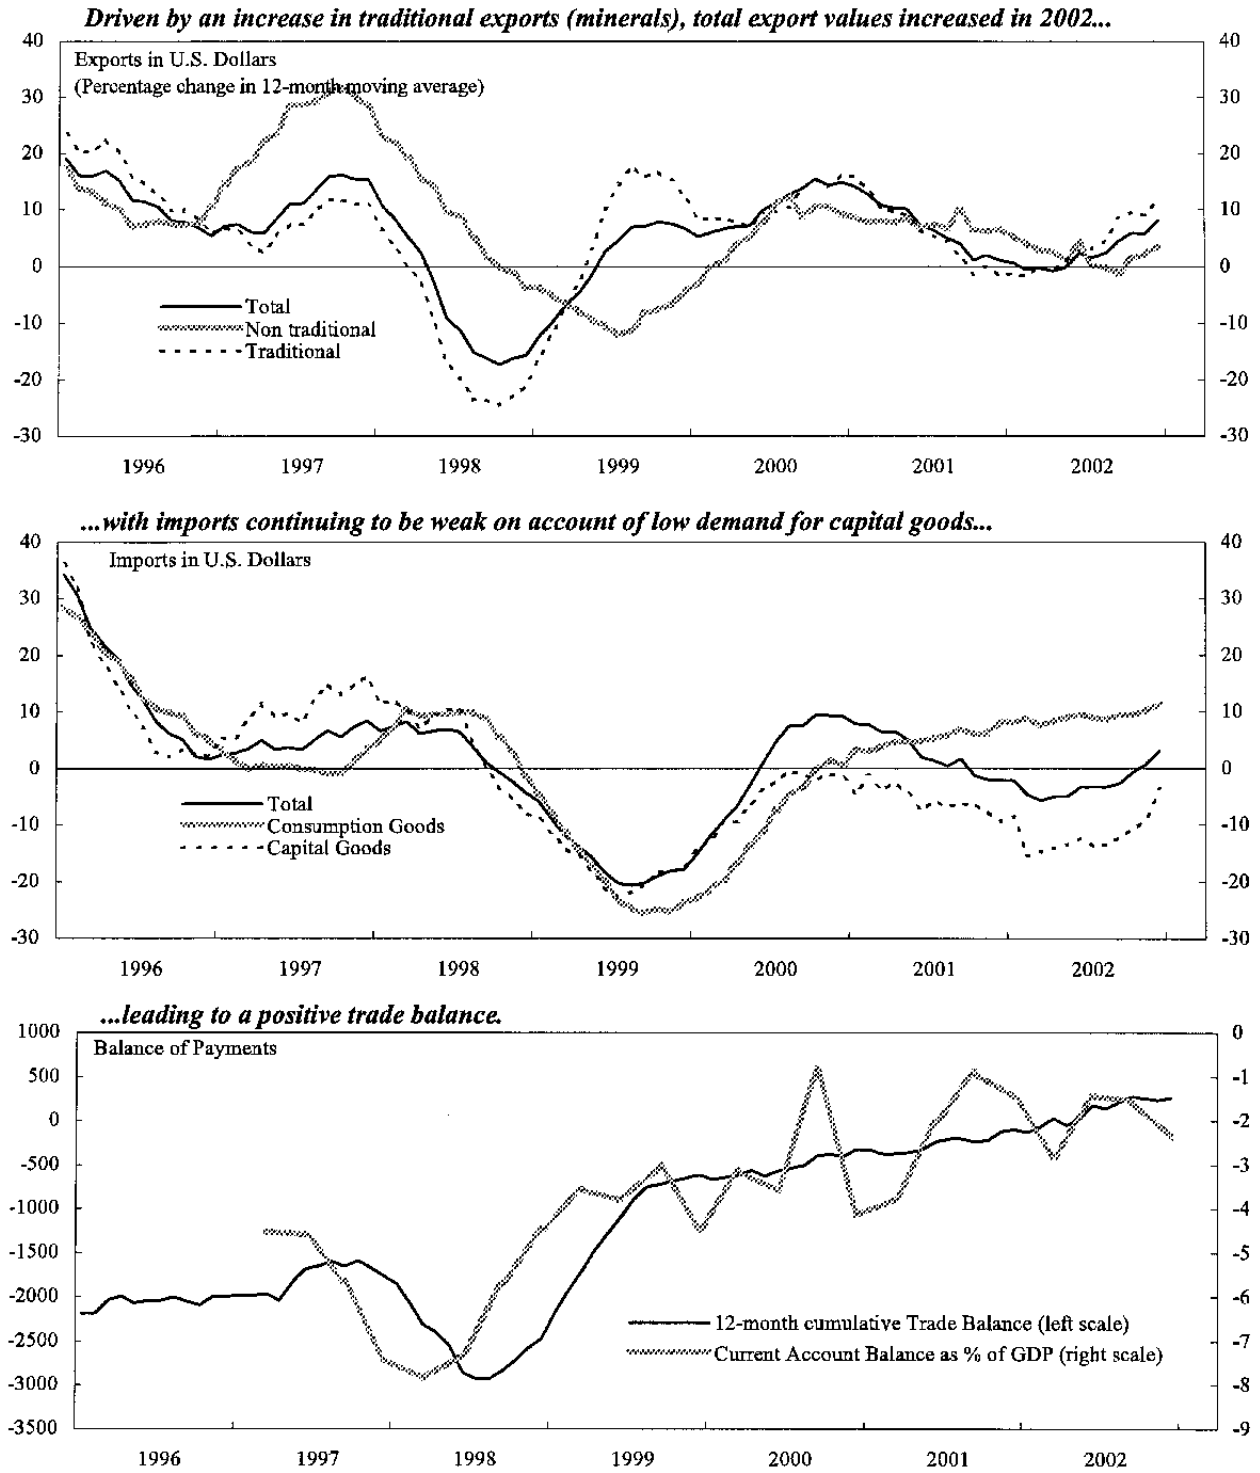 Driven by an increase in traditional exports (minerals), total export values increased in 2002...
40 40
Exports in U.S. Dollars
(Percentage change in 12-month moving average)
30 30
20 20
10 10
0 0
Total
Non traditional
Traditional
-10 -10
-20 -20
-30 -30
1996 1997 1998 1999 2000 2001 2002
...with imports continuing to be weak on account of low demand for capital goods...
40 40
Imports in U.S. Dollars
30 30
20 20
10 10
0 0
Total
Consumption Goods
Capital Goods
-10 -10
-20 -20
-30 -30
1996 1997 1998 1999 2000 2001 2002
...leading to a positive trade balance.
1000 0
Balance of Payments
500 -1
0 -2
-500 -3
-1000 -4
-1500 -5
-2000 -6
12-month cumulative Trade Balance (left scale)
-2500 -7
Current Account Balance as % of GDP (right scale)
-3000 -8
-3500 -9
1996 1997 1998 1999 2000 2001 2002